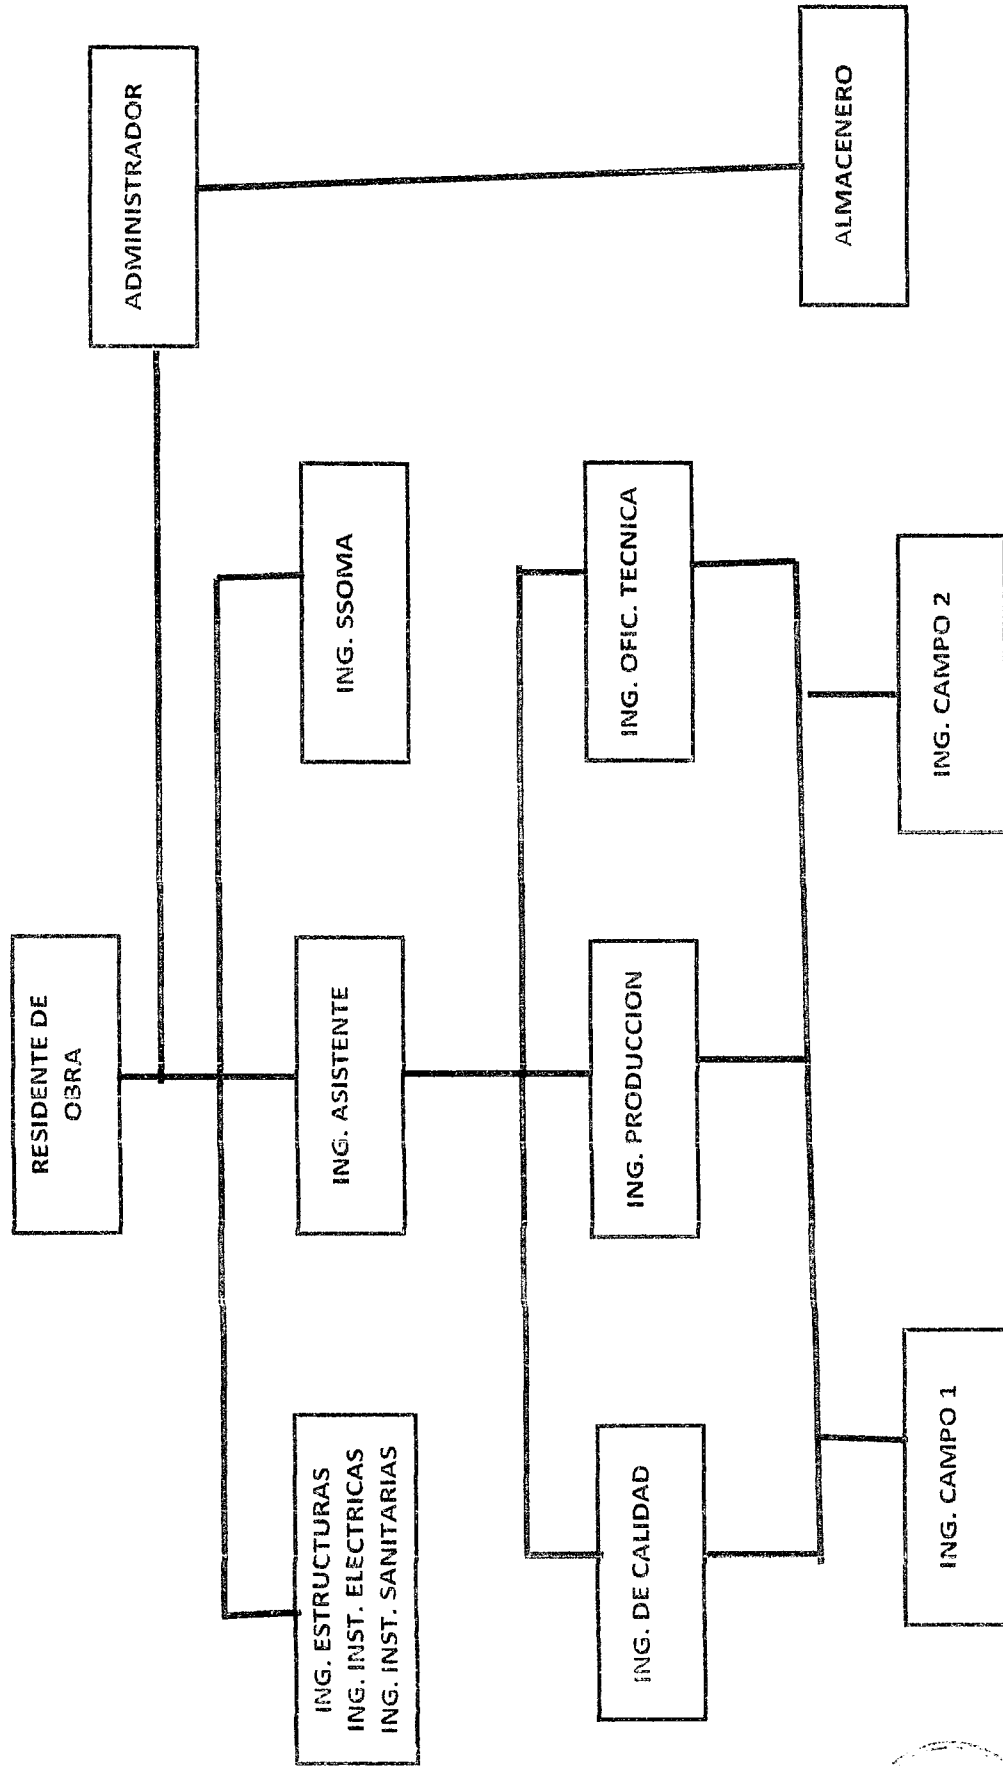 RESIDENTE DE
OBRA
ADMINISTRADOR
ING. ESTRUCTURAS
ING. INST. ELECTRICAS
ING. INST. SANITARIAS
ING. ASISTENTE
ING. SSOMA
ING. DE CALIDAD
ING. PRODUCCION
ING. OFIC. TECNICA
ALMACENERO
ING. CAMPO 1
ING. CAMPO 2